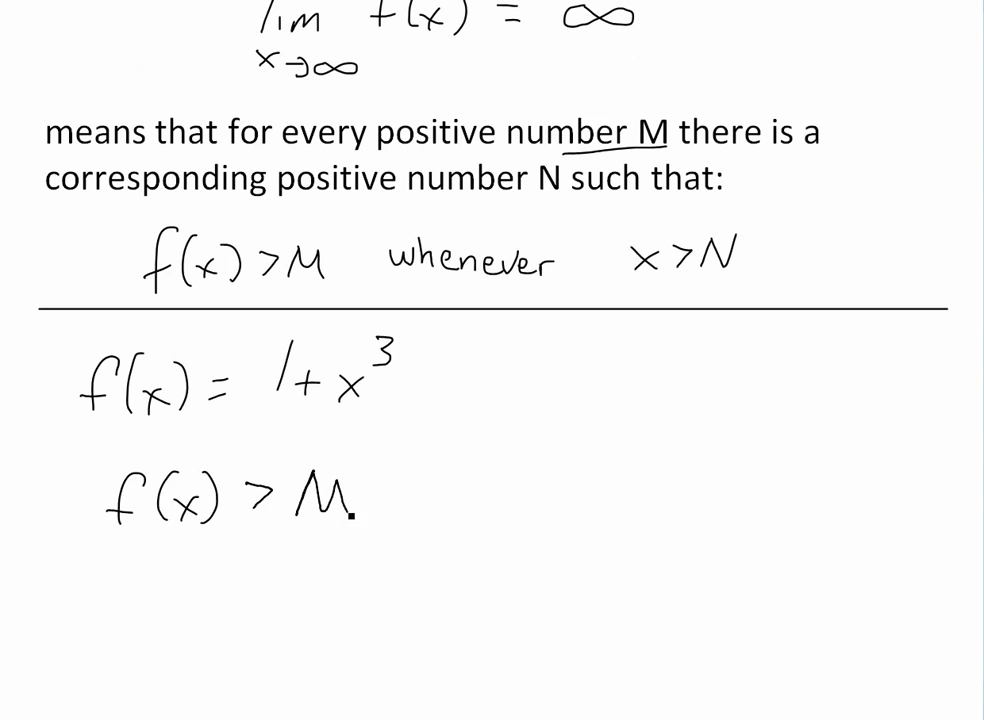 lim f(x) = ∞
x→∞
means that for every positive number M there is a
corresponding positive number N such that:
f(x) > M whenever x > N
f(x) = 1 + x³
f(x) > M